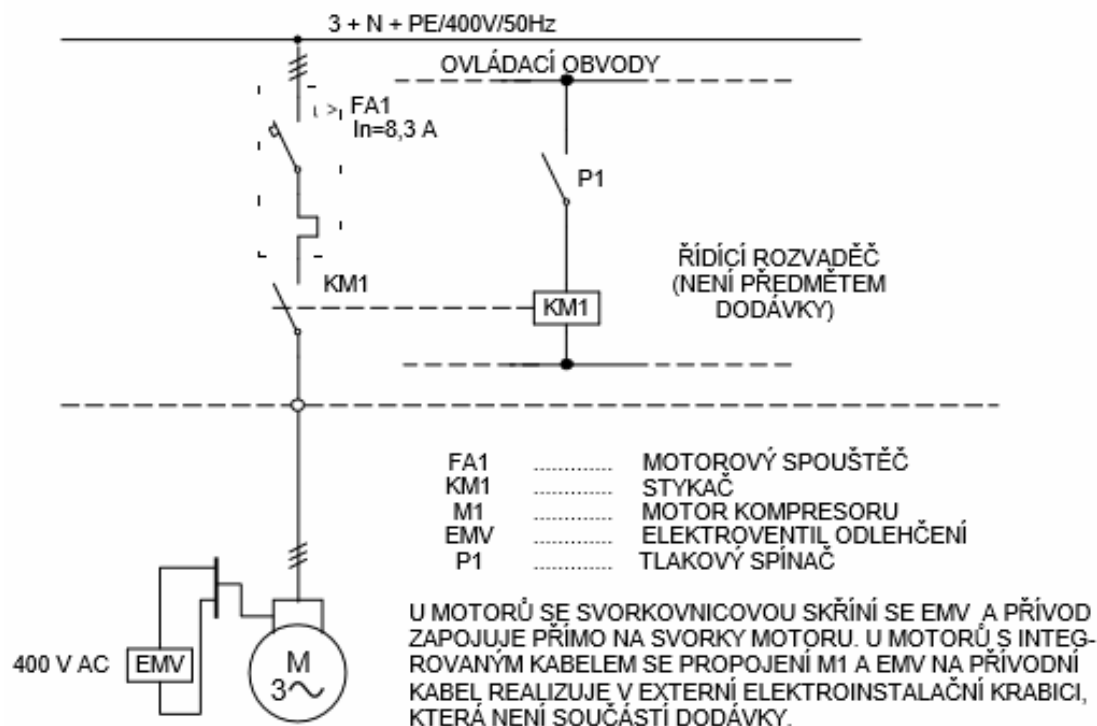 3 + N + PE/400V/50Hz
OVLÁDACÍ OBVODY
I > FA1
In=8,3 A
P1
KM1
KM1
ŘÍDÍCÍ ROZVADĚČ
(NENÍ PŘEDMĚTEM
DODÁVKY)
FA1 ............. MOTOROVÝ SPOUŠTĚČ
KM1 ............. STYKAČ
M1 ............. MOTOR KOMPRESORU
EMV ............. ELEKTROVENTIL ODLEHČENÍ
P1 ............. TLAKOVÝ SPÍNAČ
400 V AC
EMV
M
3~
U MOTORŮ SE SVORKOVNICOVOU SKŘÍNÍ SE EMV A PŘÍVOD
ZAPOJUJE PŘÍMO NA SVORKY MOTORU. U MOTORŮ S INTEG-
ROVANÝM KABELEM SE PROPOJENÍ M1 A EMV NA PŘÍVODNÍ
KABEL REALIZUJE V EXTERNÍ ELEKTROINSTALAČNÍ KRABICI,
KTERÁ NENÍ SOUČÁSTÍ DODÁVKY.